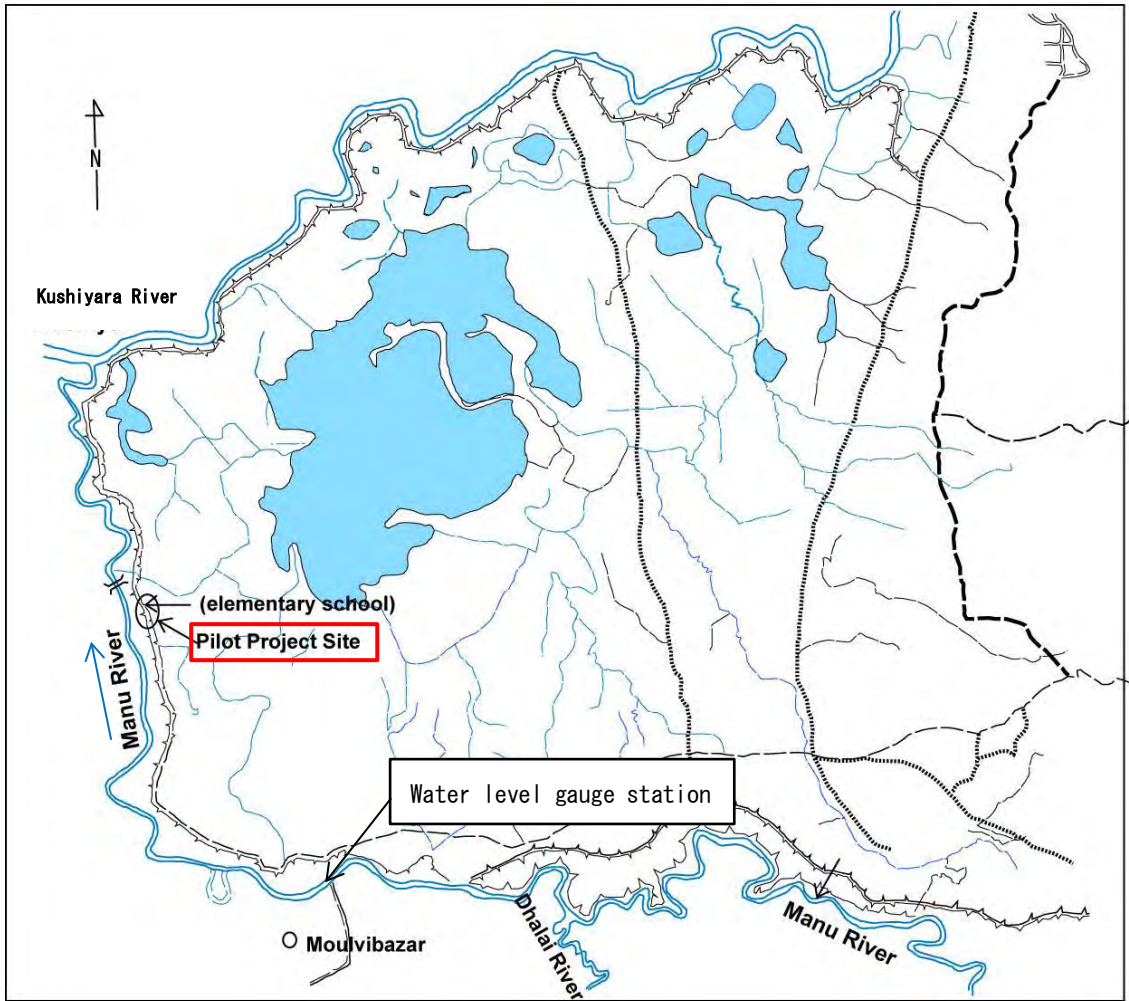 N
Kushiyara River
(elementary school)
Pilot Project Site
Manu River
Water level gauge station
Moulvibazar
Dhalai River
Manu River